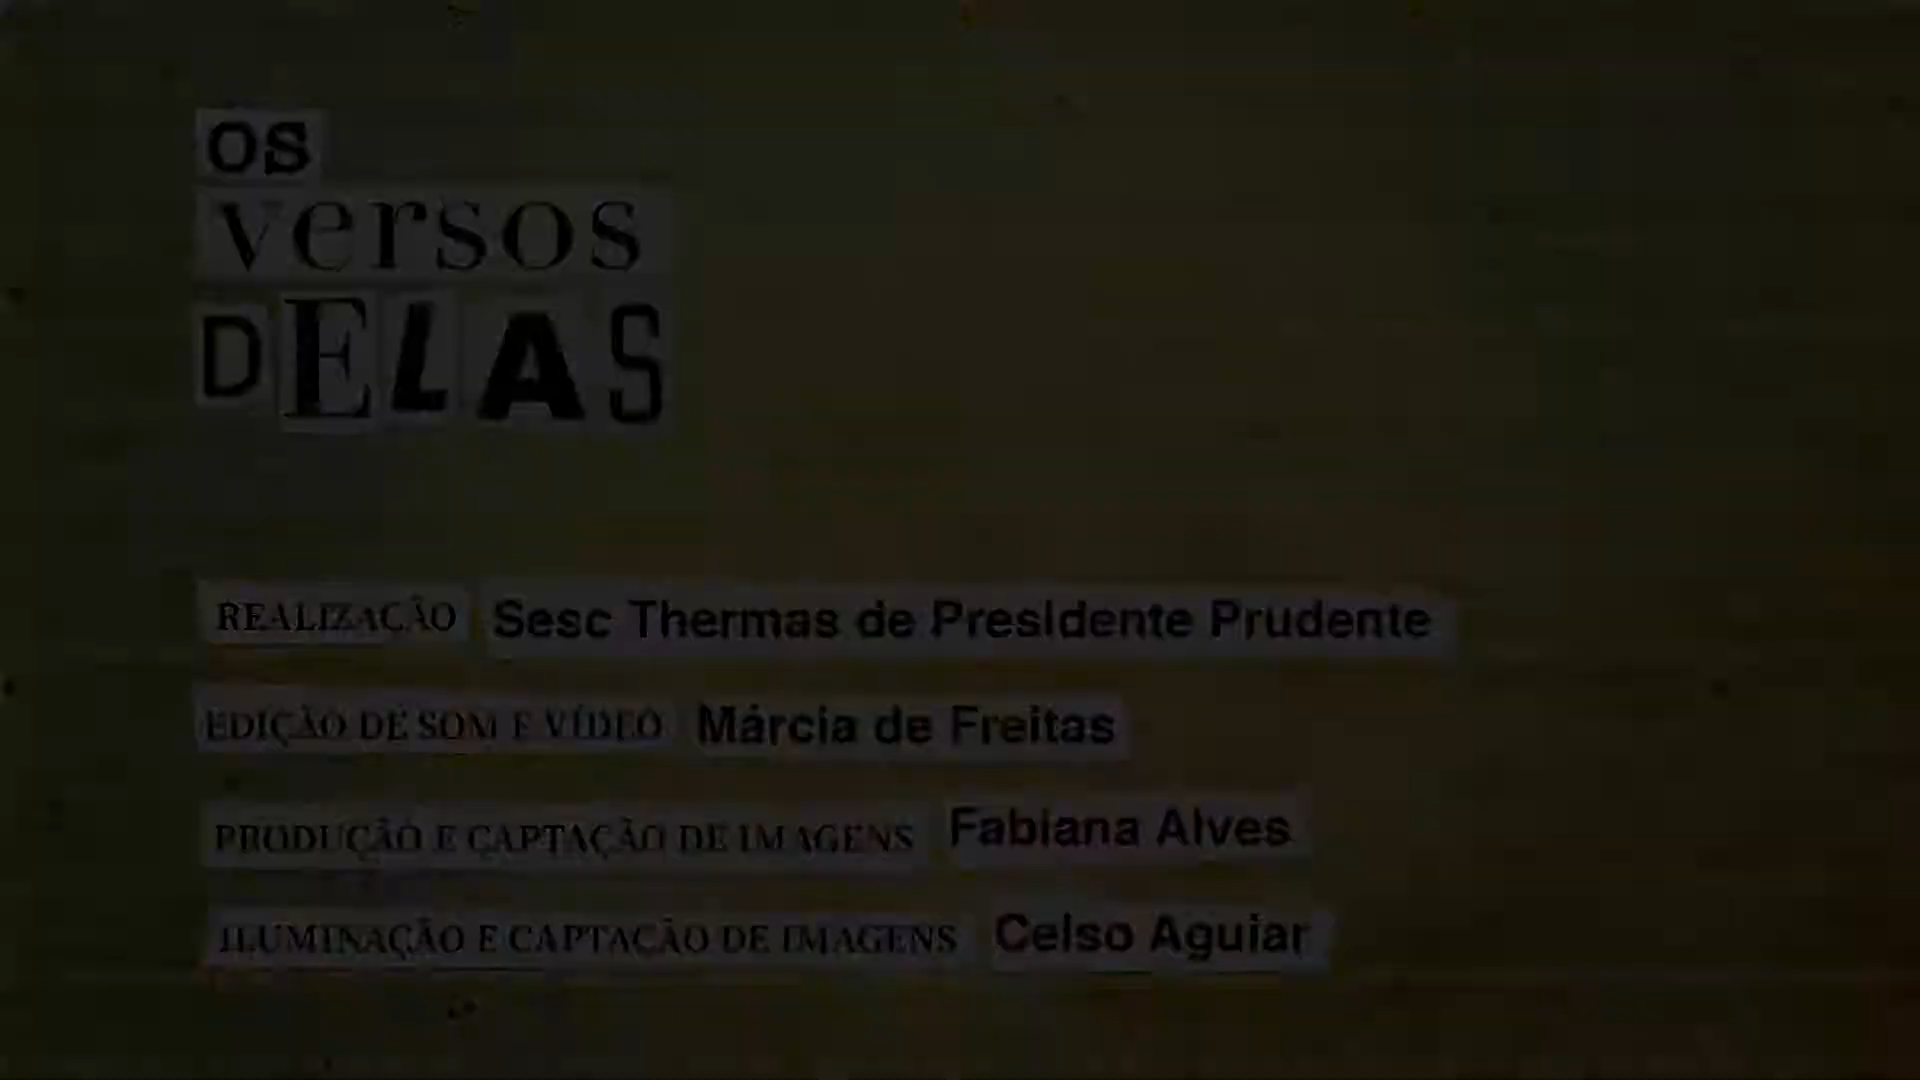 OS
versos
DELAS
REALIZAÇÃO Sesc Thermas de Presidente Prudente
EDIÇÃO DE SOM E VÍDEO Márcia de Freitas
PRODUÇÃO E CAPTAÇÃO DE IMAGENS Fabiana Alves
ILUMINAÇÃO E CAPTAÇÃO DE IMAGENS Celso Aguiar